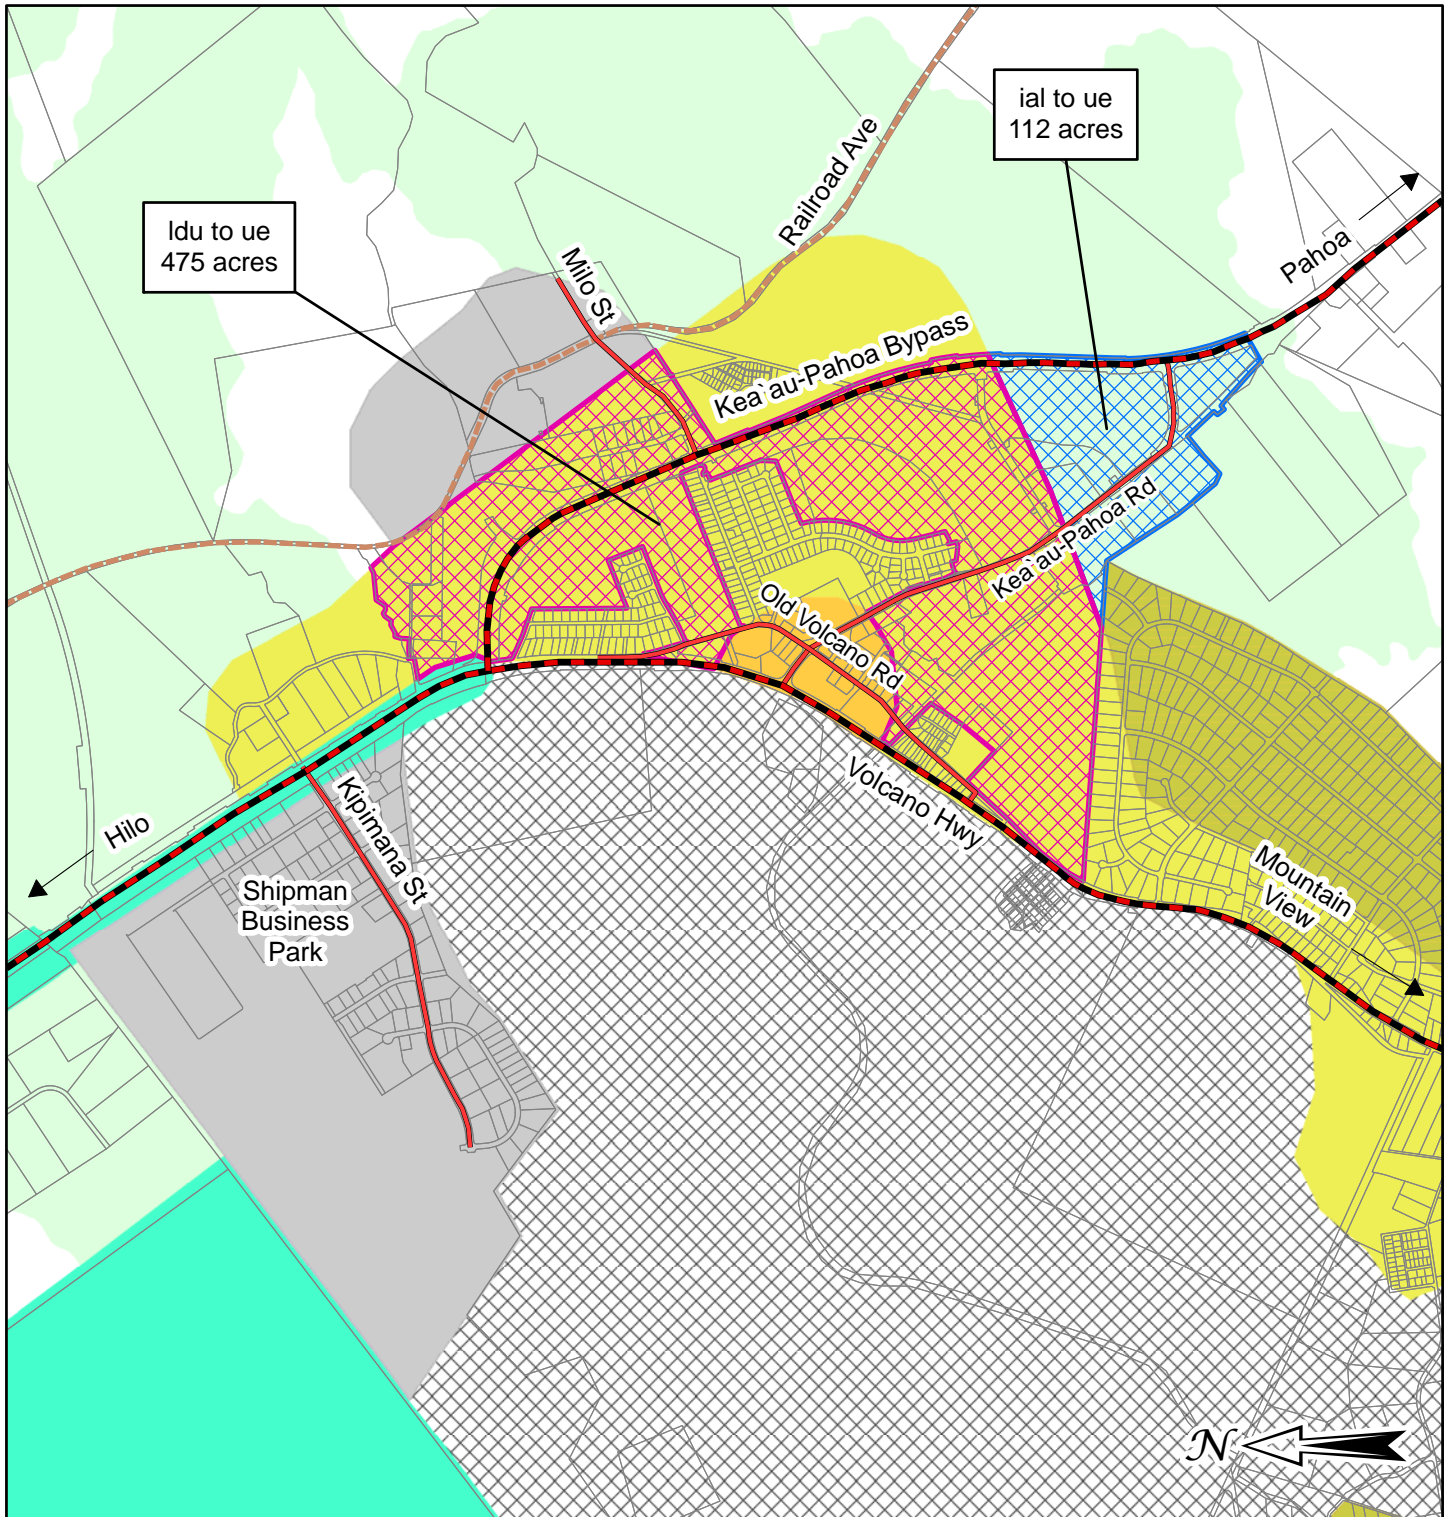 ial to ue
112 acres
Railroad Ave
ldu to ue
475 acres
Pahoa
Milo St
Kea`au-Pahoa Bypass
Kea`au-Pahoa Rd
Old Volcano Rd
Volcano Hwy
Kipimana St
Hilo
Shipman
Business
Park
Mountain
View
N